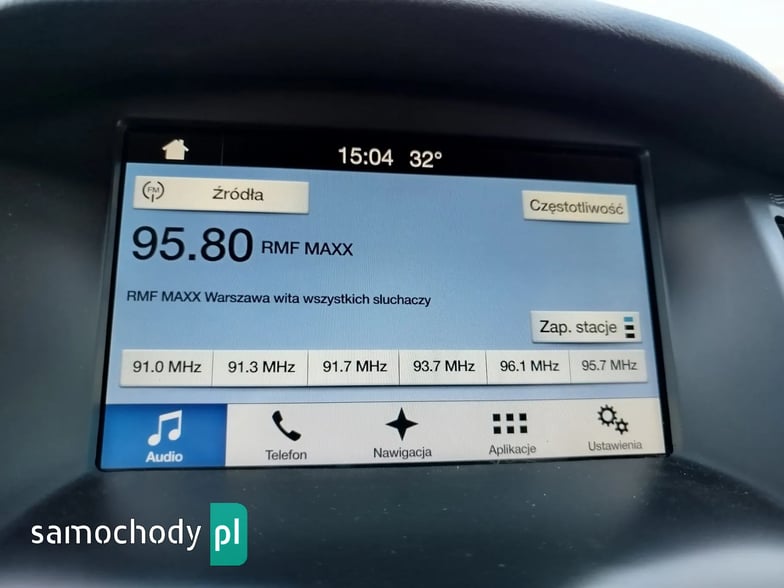 15:04 32°
FM Źródła
Częstotliwość
95.80 RMF MAXX
RMF MAXX Warszawa wita wszystkich sluchaczy
Zap. stacje
91.0 MHz 91.3 MHz 91.7 MHz 93.7 MHz 96.1 MHz 95.7 MHz
Audio Telefon Nawigacja Aplikacje Ustawienia
samochody pl